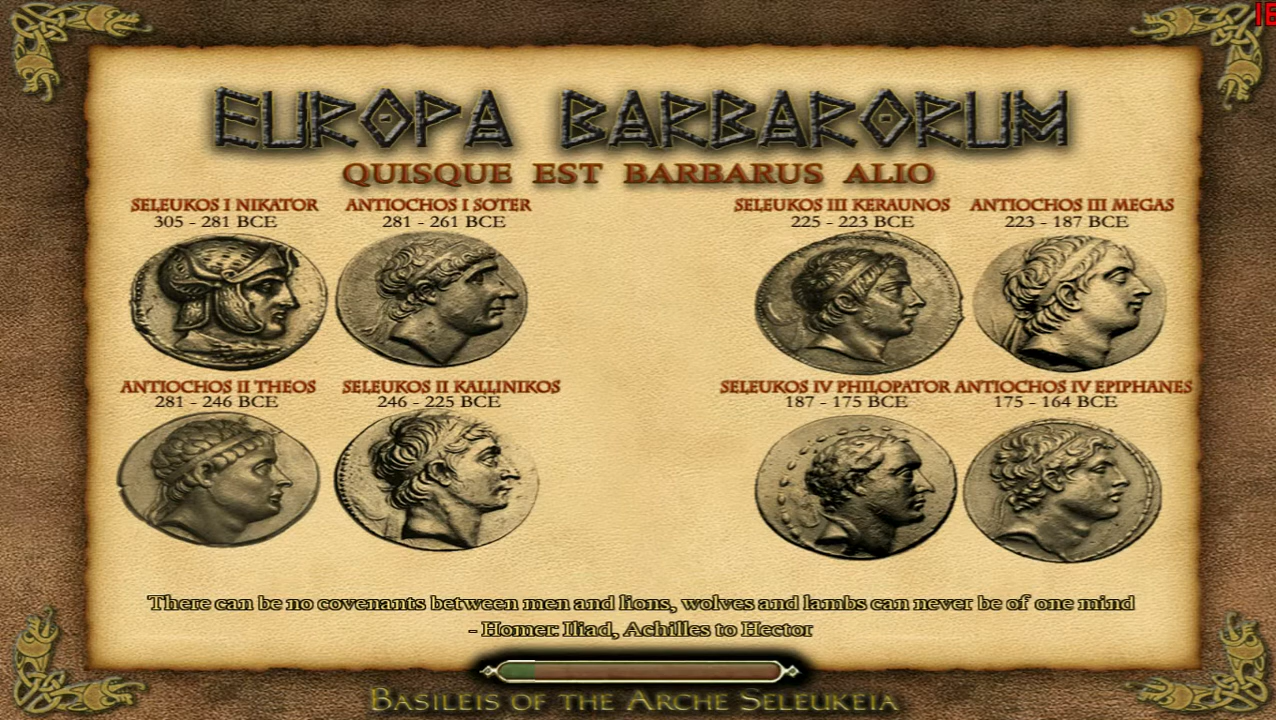 EUROPA BARBARORUM
QUISQUE EST BARBARUS ALIO
SELEUKOS I NIKATOR
305 - 281 BCE
ANTIOCHOS I SOTER
281 - 261 BCE
SELEUKOS III KERAUNOS
225 - 223 BCE
ANTIOCHOS III MEGAS
223 - 187 BCE
ANTIOCHOS II THEOS
281 - 246 BCE
SELEUKOS II KALLINIKOS
246 - 225 BCE
SELEUKOS IV PHILOPATOR
187 - 175 BCE
ANTIOCHOS IV EPIPHANES
175 - 164 BCE
There can be no covenants between men and lions, wolves and lambs can never be of one mind
- Homer: Iliad, Achilles to Hector
BASILEIS OF THE ARCHE SELEUKEIA